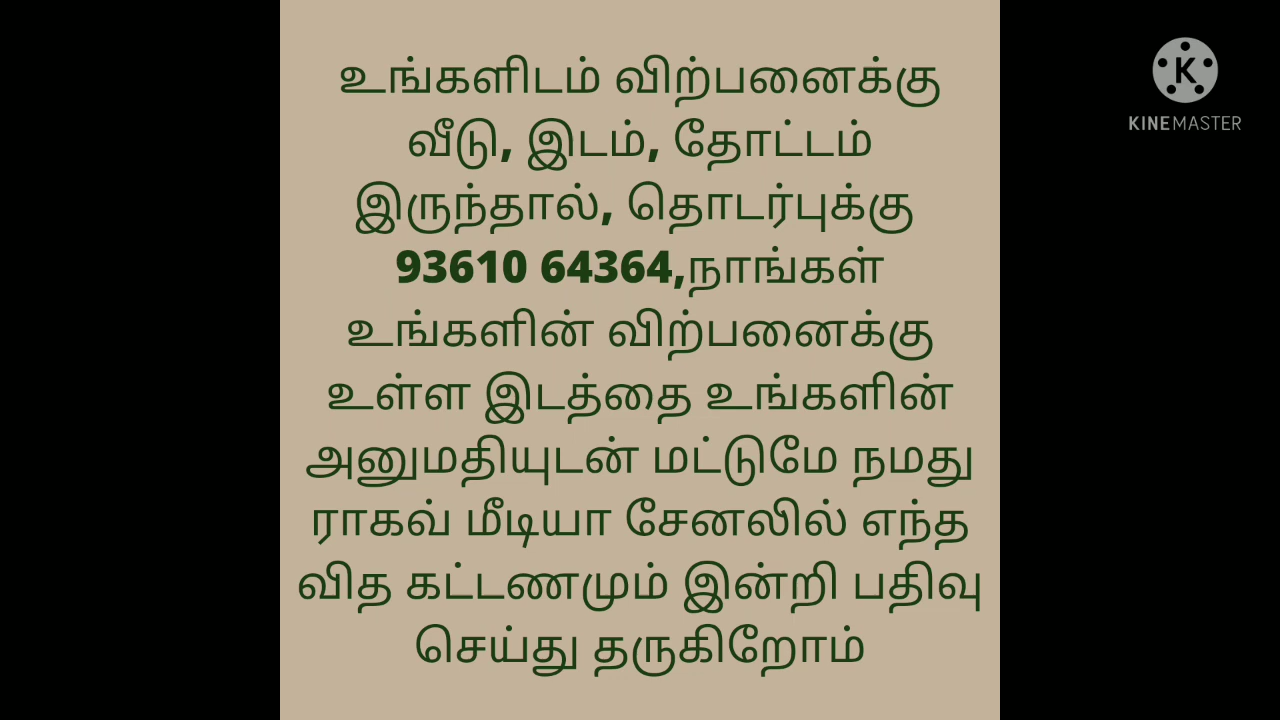 உங்களிடம் விற்பனைக்கு
வீடு, இடம், தோட்டம்
இருந்தால், தொடர்புக்கு
93610 64364,நாங்கள்
உங்களின் விற்பனைக்கு
உள்ள இடத்தை உங்களின்
அனுமதியுடன் மட்டுமே நமது
ராகவ் மீடியா சேனலில் எந்த
வித கட்டணமும் இன்றி பதிவு
செய்து தருகிறோம்
K
KINEMASTER